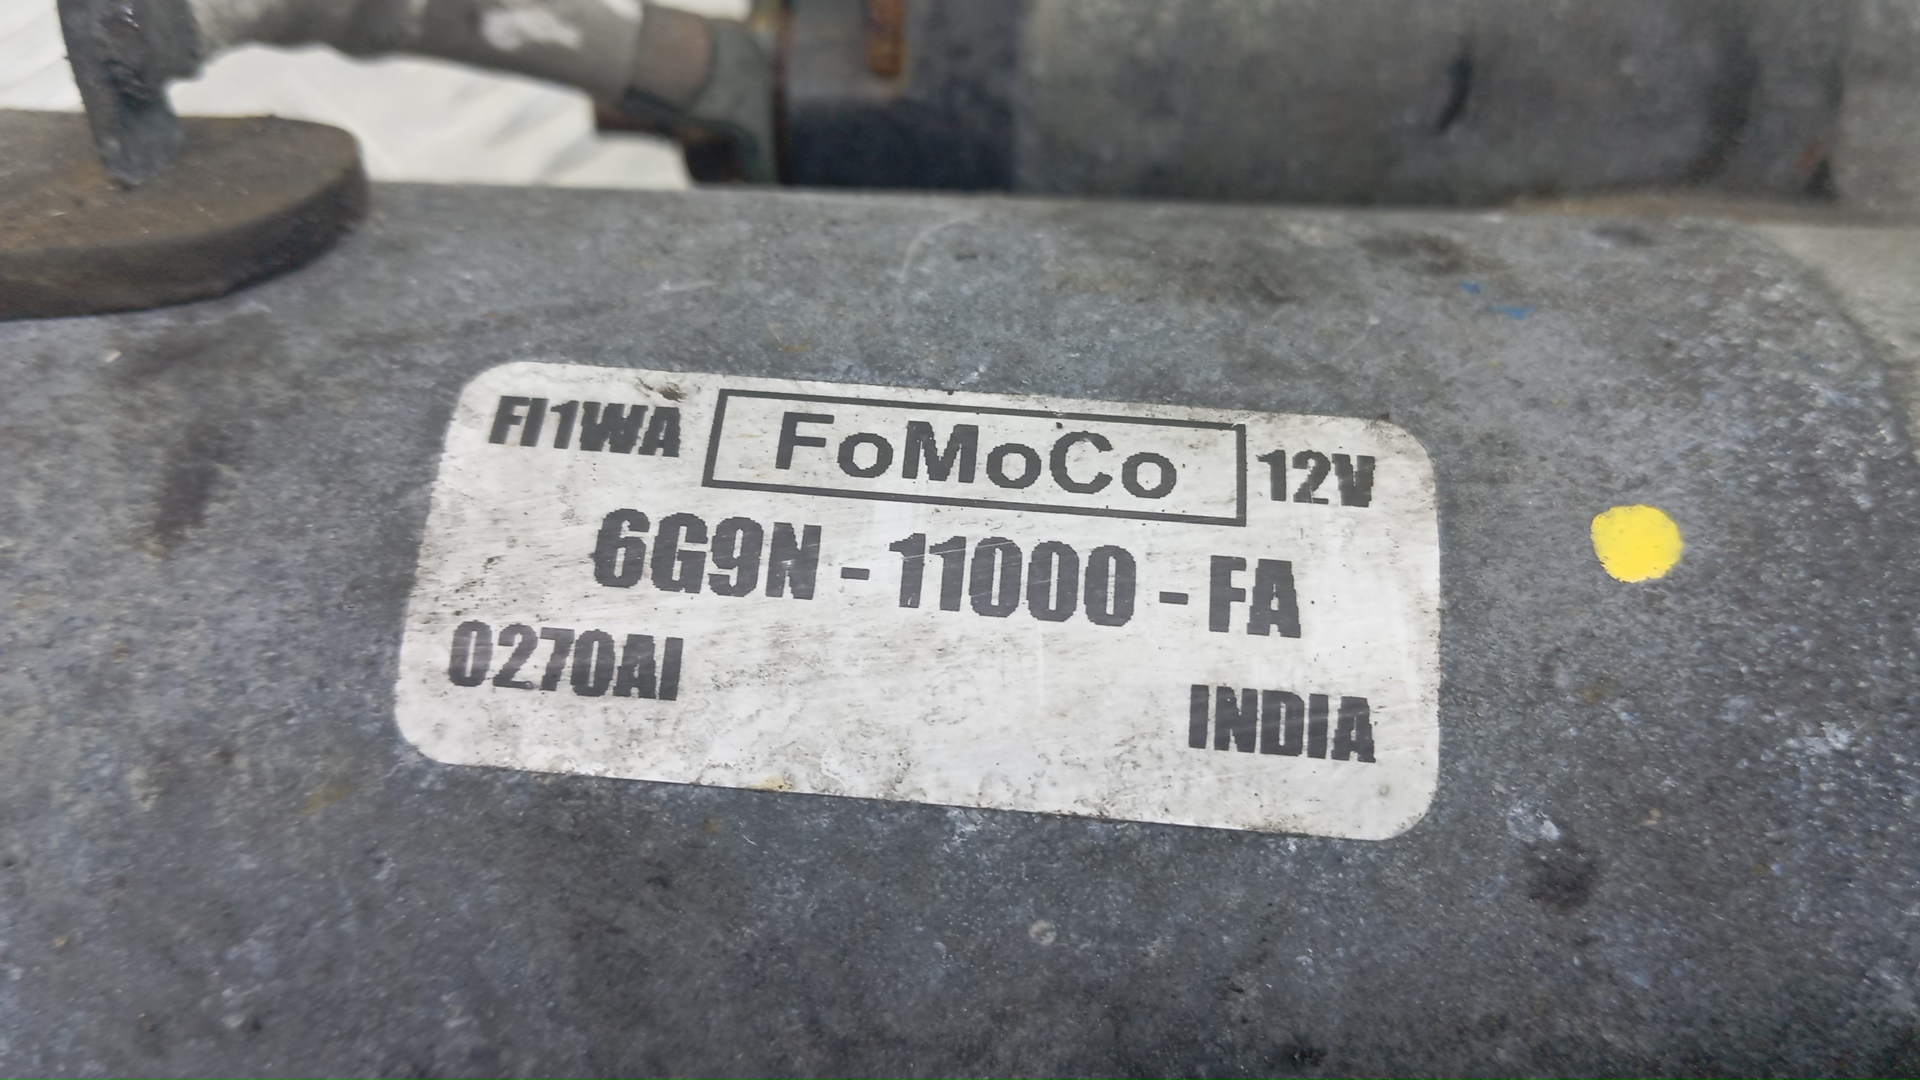 FI1WA FoMoCo 12V
6G9N - 11000 - FA
0270AI
INDIA